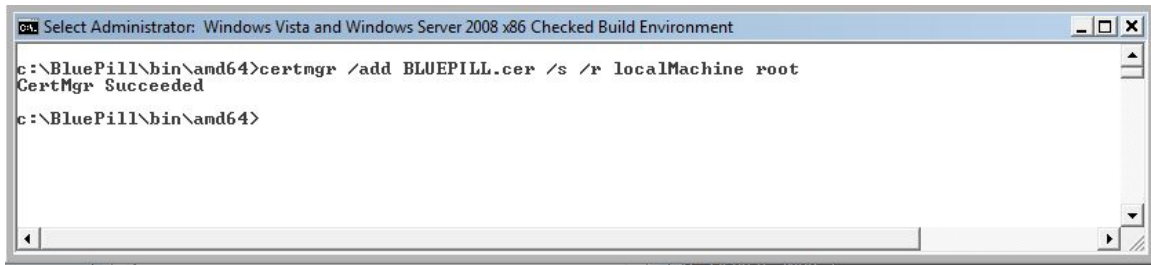 Select Administrator: Windows Vista and Windows Server 2008 x86 Checked Build Environment
c:\BluePill\bin\amd64>certmgr /add BLUEPILL.cer /s /r localMachine root
CertMgr Succeeded
c:\BluePill\bin\amd64>